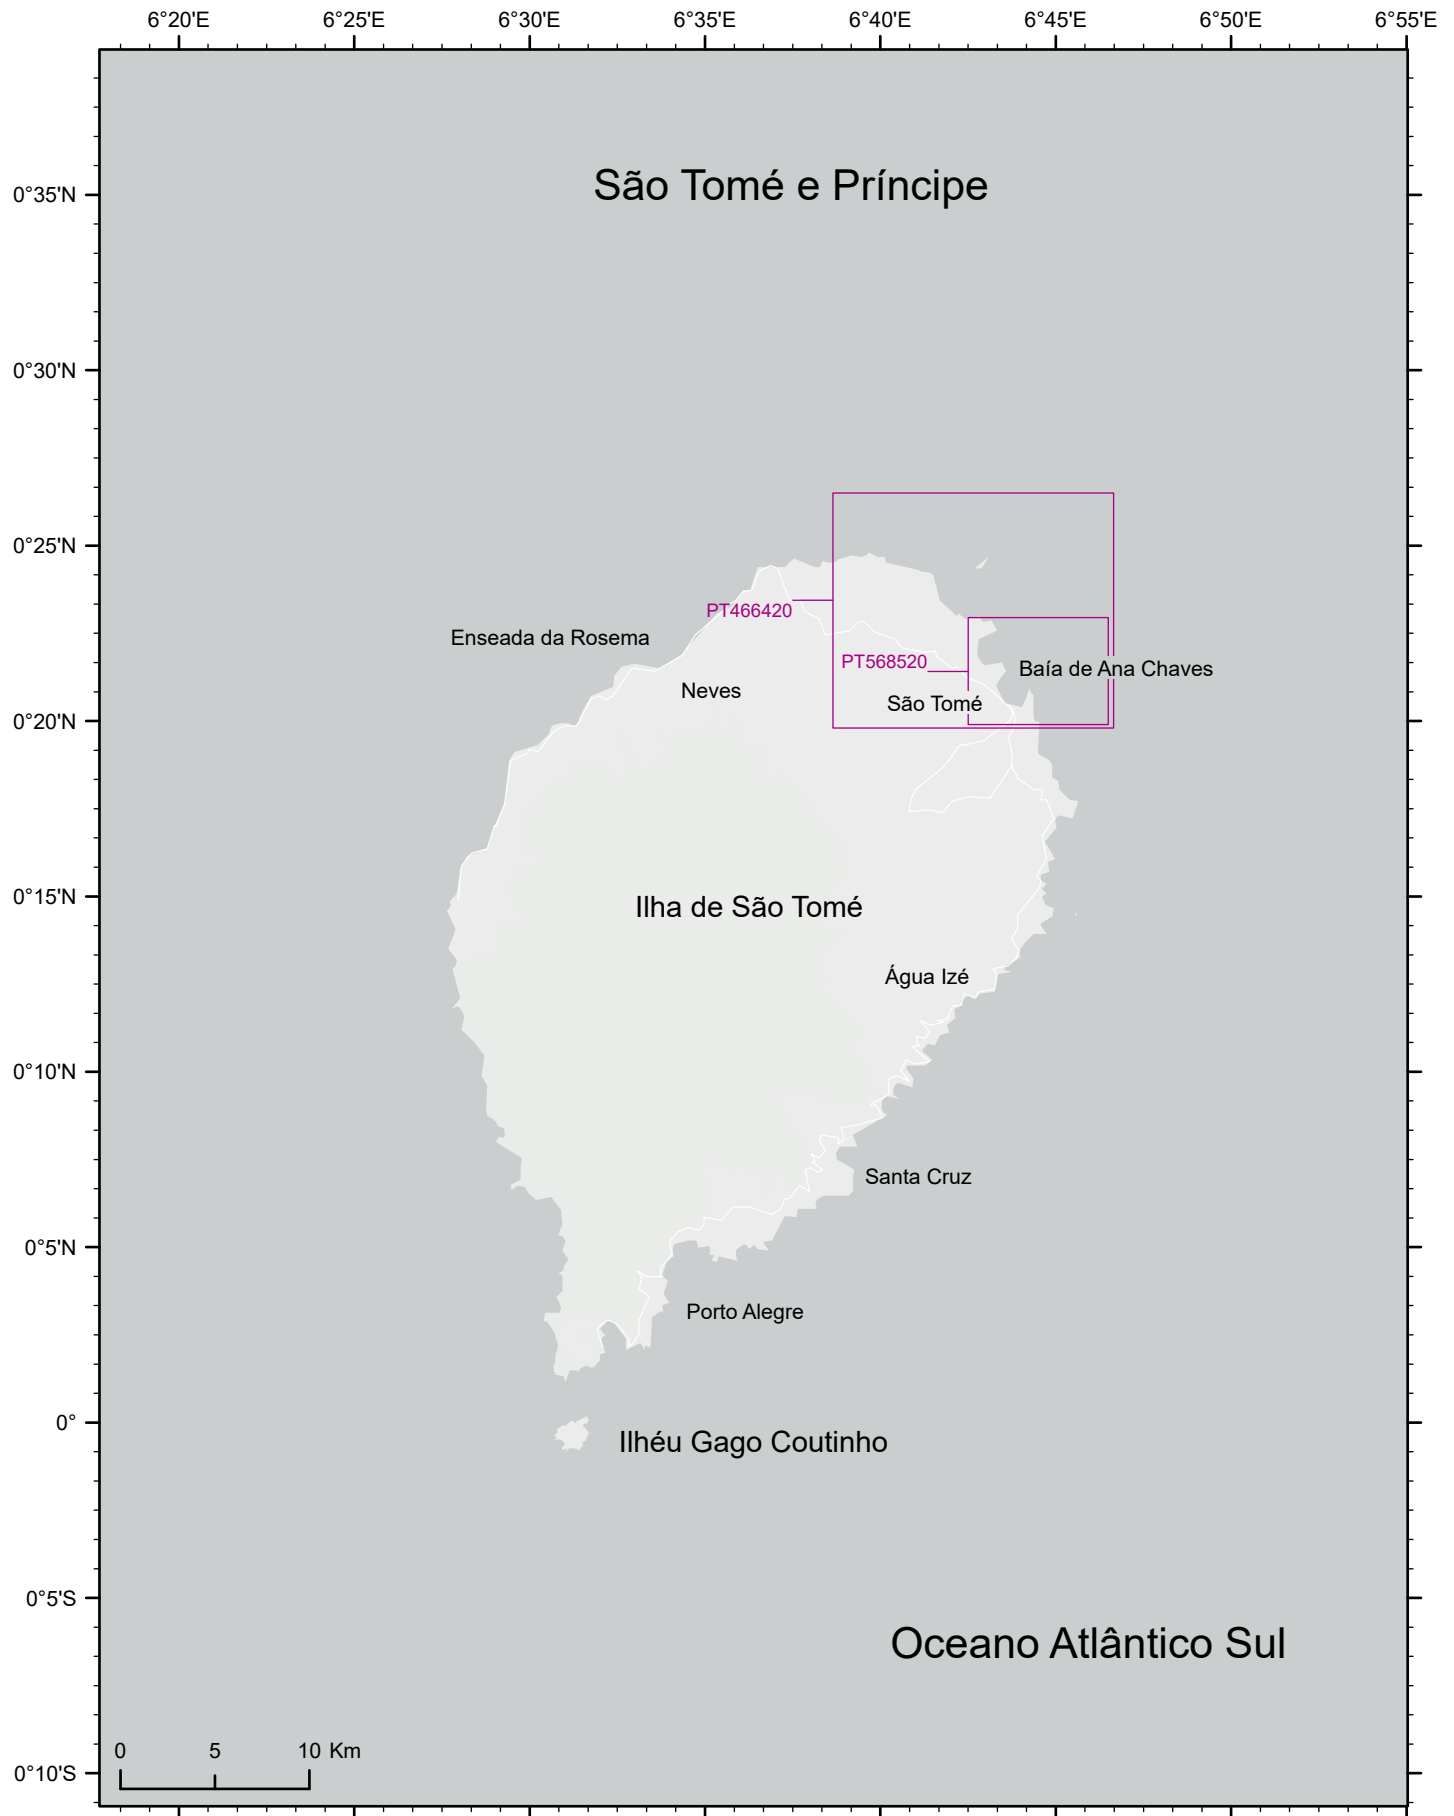 6°20'E 6°25'E 6°30'E 6°35'E 6°40'E 6°45'E 6°50'E 6°55'E
São Tomé e Príncipe
0°35'N
0°30'N
0°25'N
PT466420
Enseada da Rosema
PT568520
Baía de Ana Chaves
Neves
São Tomé
0°20'N
0°15'N
Ilha de São Tomé
Água Izé
0°10'N
Santa Cruz
0°5'N
Porto Alegre
0°
Ilhéu Gago Coutinho
0°5'S
Oceano Atlântico Sul
0 5 10 Km
0°10'S